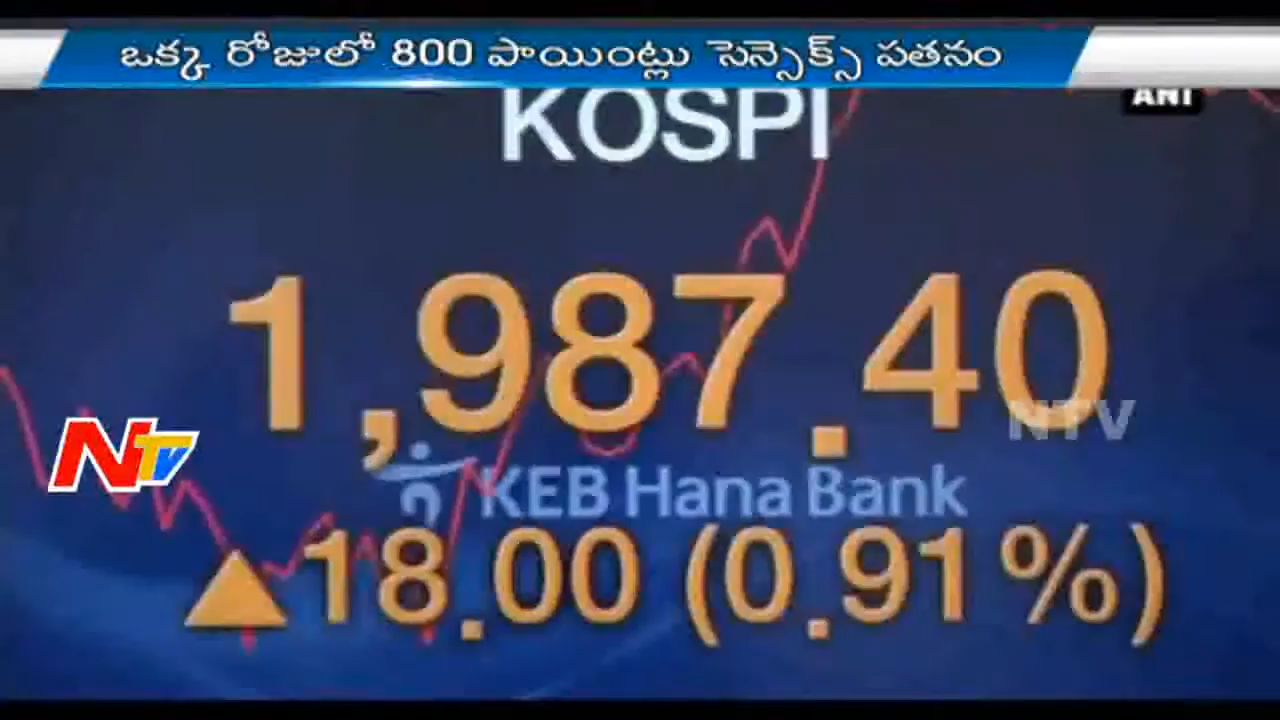 ఒక్క రోజులో 800 పాయింట్లు సెన్సెక్స్ పతనం
ANI
KOSPI
1,987.40
NTV
NTV
KEB Hana Bank
▲18.00 (0.91%)